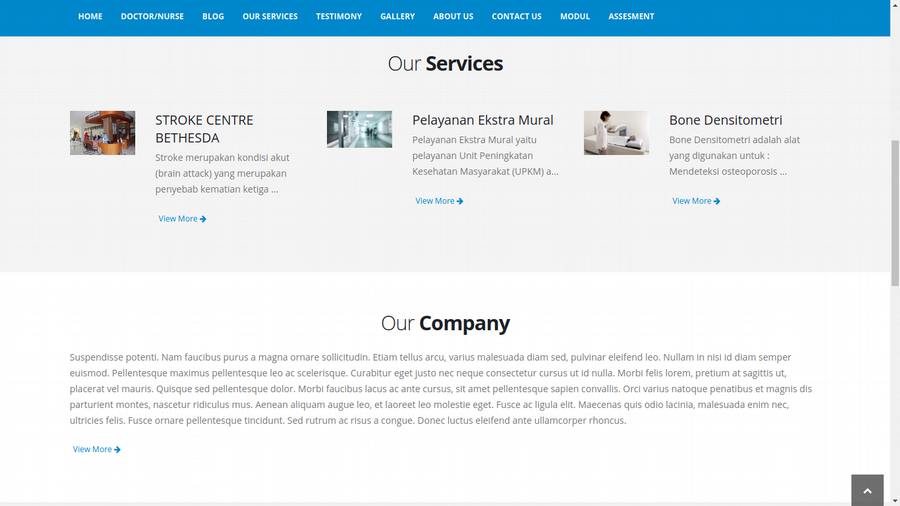 HOME DOCTOR/NURSE BLOG OUR SERVICES TESTIMONY GALLERY ABOUT US CONTACT US MODUL ASSESMENT
Our Services
STROKE CENTRE
BETHESDA
Stroke merupakan kondisi akut
(brain attack) yang merupakan
penyebab kematian ketiga ...
View More
Pelayanan Ekstra Mural
Pelayanan Ekstra Mural yaitu
pelayanan Unit Peningkatan
Kesehatan Masyarakat (UPKM) a...
View More
Bone Densitometri
Bone Densitometri adalah alat
yang digunakan untuk :
Mendeteksi osteoporosis ...
View More
Our Company
Suspendisse potenti. Nam faucibus purus a magna ornare sollicitudin. Etiam tellus arcu, varius malesuada diam sed, pulvinar eleifend leo. Nullam in nisi id diam semper
euismod. Pellentesque maximus pellentesque leo ac scelerisque. Curabitur eget justo nec neque consectetur cursus ut id nulla. Morbi felis lorem, pretium at sagittis ut,
placerat vel mauris. Quisque sed pellentesque dolor. Morbi faucibus lacus ac ante cursus, sit amet pellentesque sapien convallis. Orci varius natoque penatibus et magnis dis
parturient montes, nascetur ridiculus mus. Aenean aliquam augue leo, et laoreet leo molestie eget. Fusce ac ligula elit. Maecenas quis odio lacinia, malesuada enim nec,
ultricies felis. Fusce ornare pellentesque tincidunt. Sed rutrum ac risus a congue. Donec luctus eleifend ante ullamcorper rhoncus.
View More